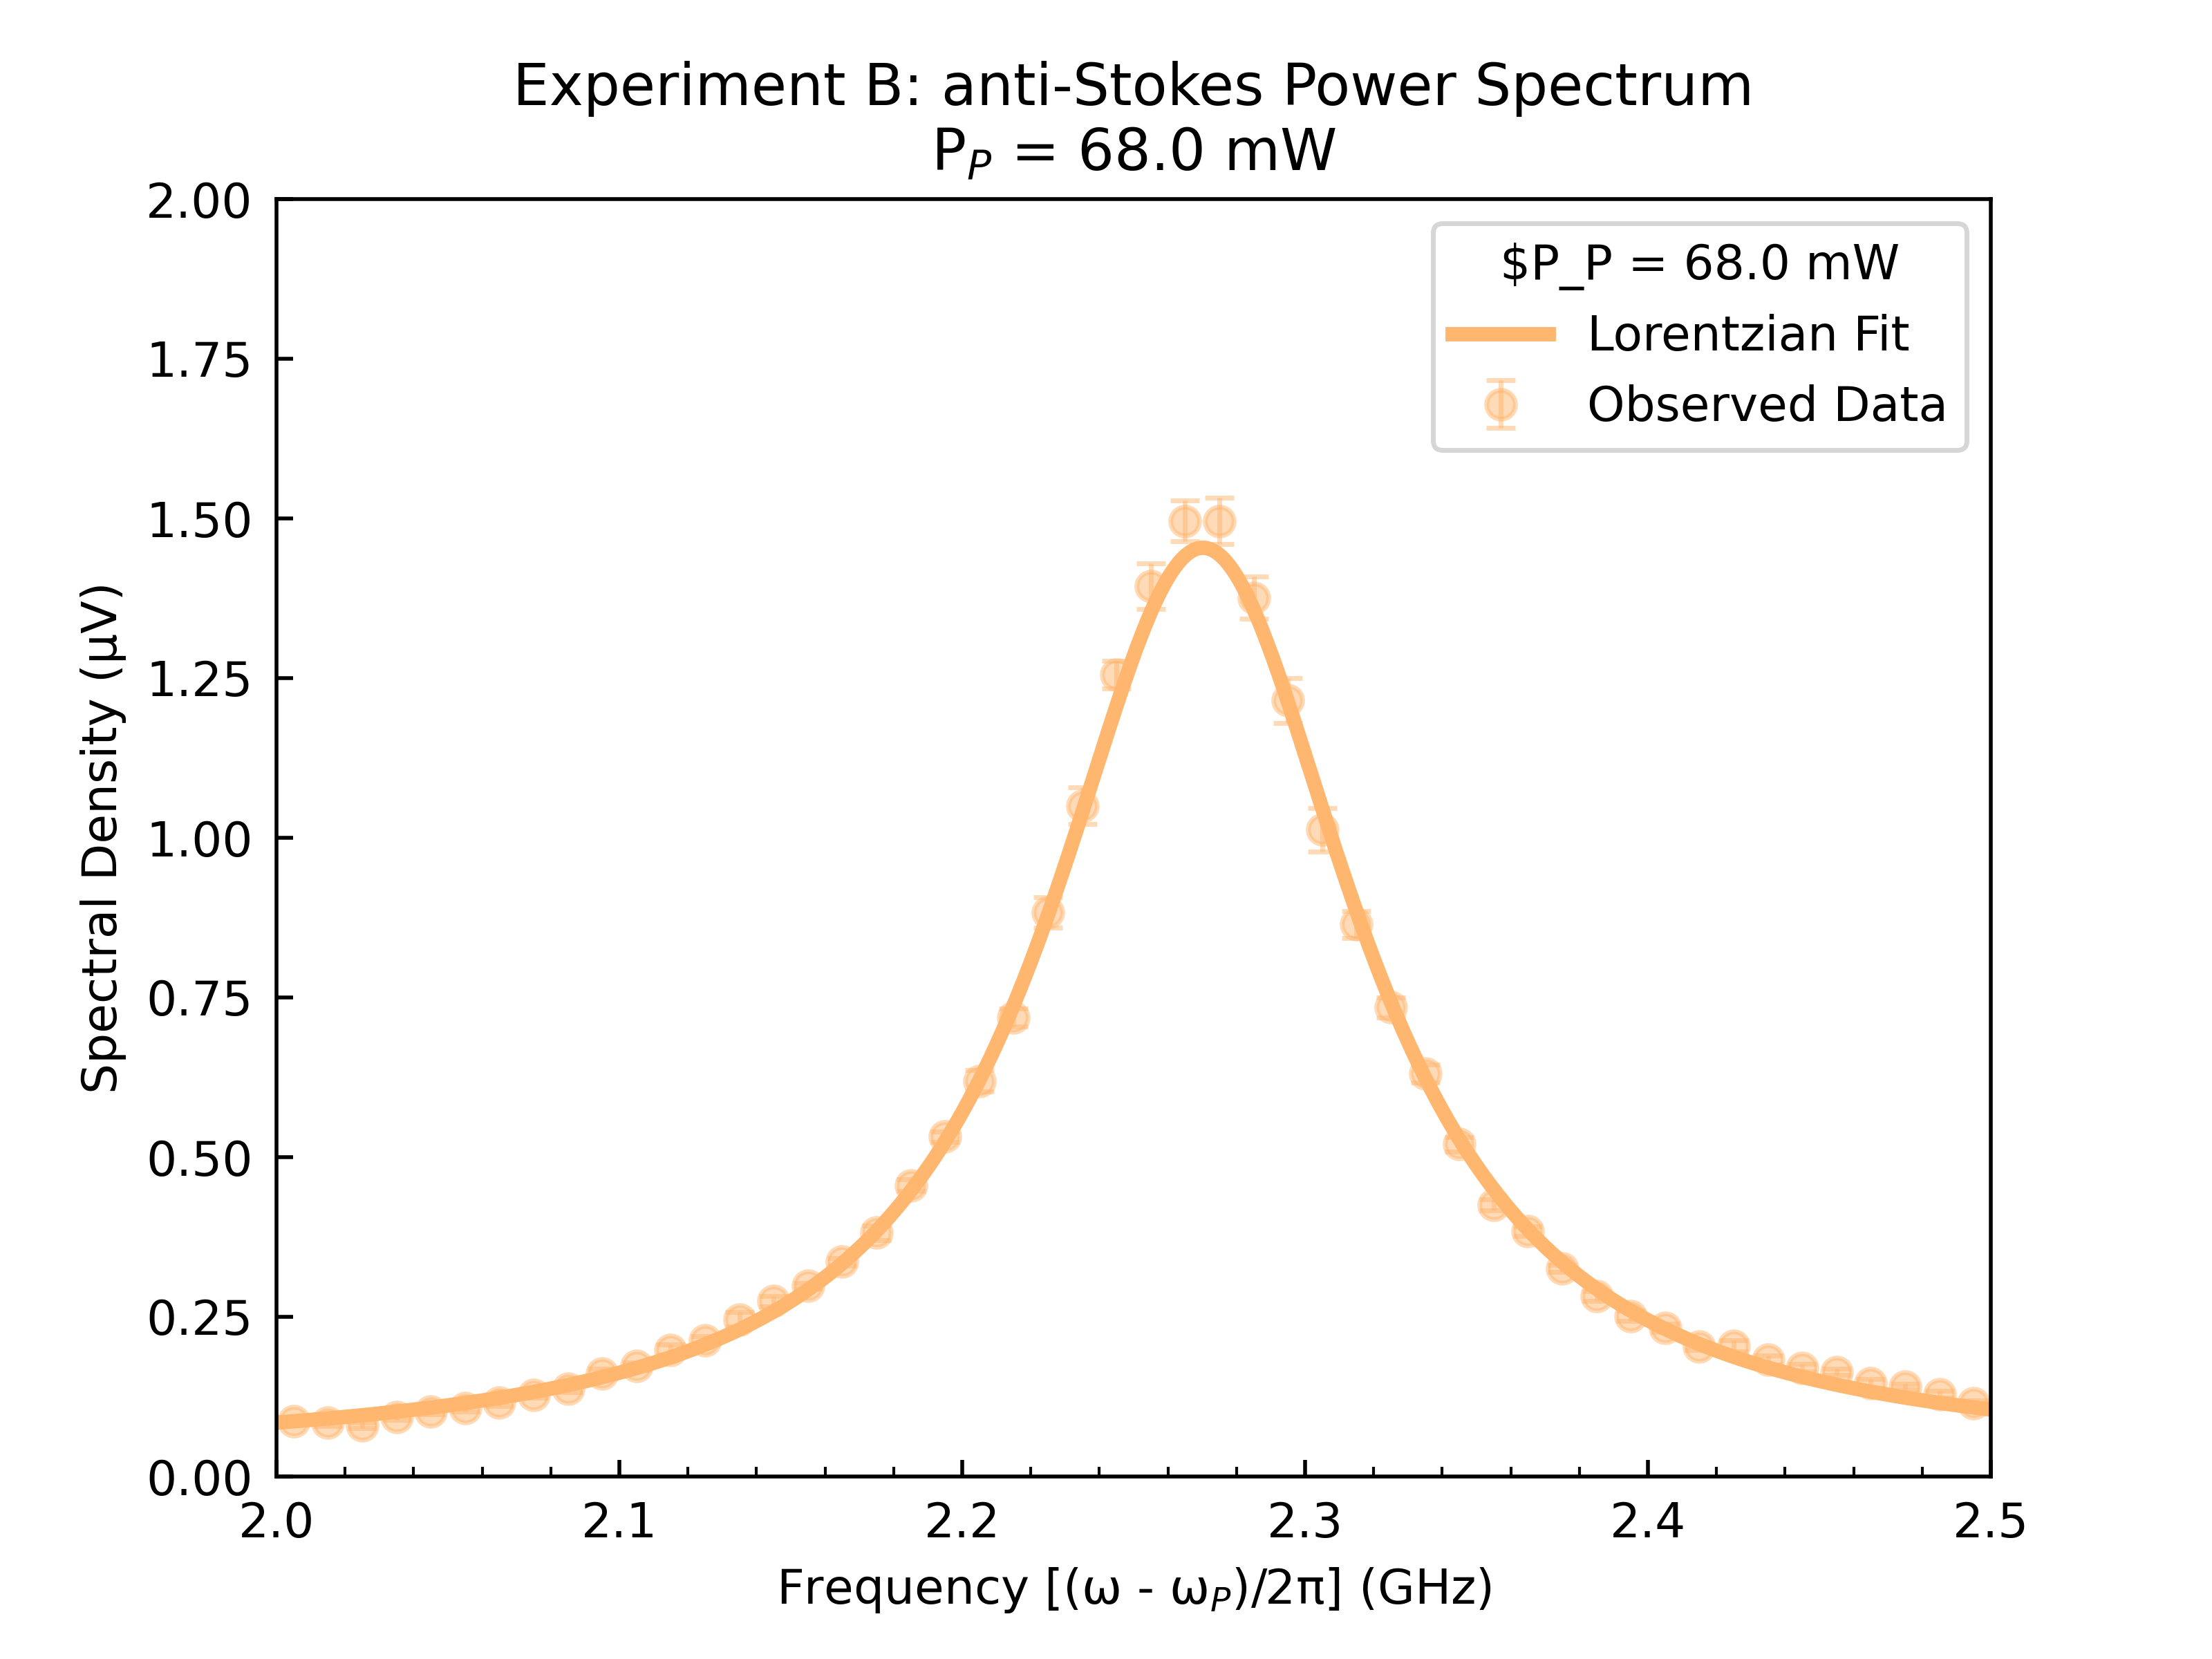 Experiment B: anti-Stokes Power Spectrum
P_P = 68.0 mW
$P_P = 68.0 mW
Lorentzian Fit
Observed Data
Spectral Density (μV)
2.00
1.75
1.50
1.25
1.00
0.75
0.50
0.25
0.00
2.0 2.1 2.2 2.3 2.4 2.5
Frequency [(ω - ω_P)/2π] (GHz)